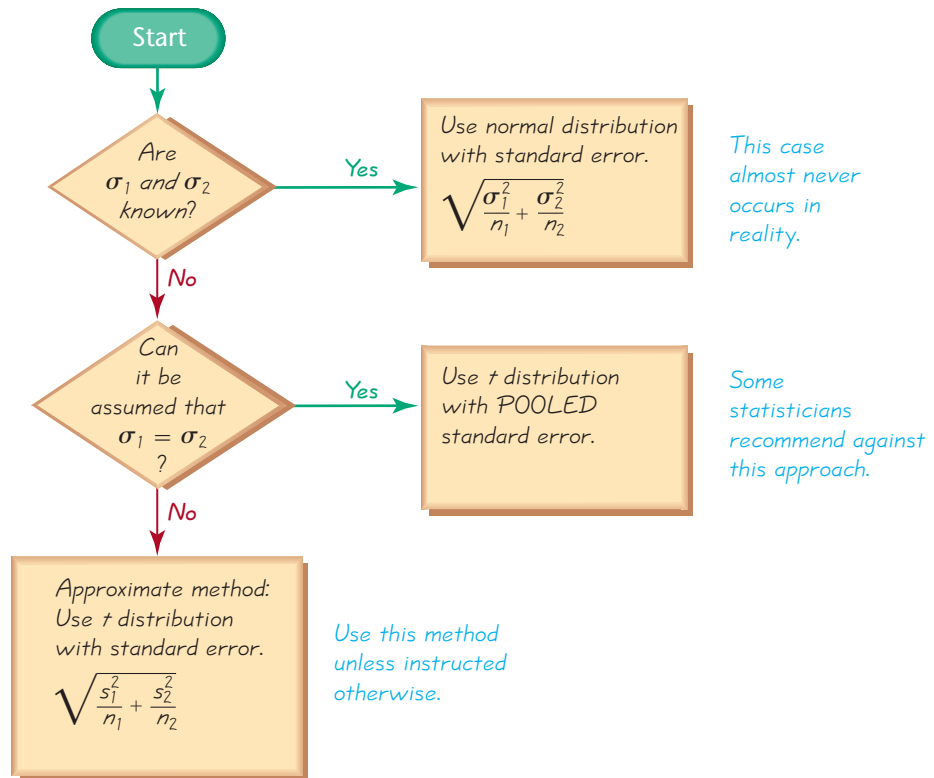 Start
Are
σ₁ and σ₂
known?
Yes
Use normal distribution
with standard error.
√(σ₁²/n₁ + σ₂²/n₂)
This case
almost never
occurs in
reality.
No
Can
it be
assumed that
σ₁ = σ₂
?
Yes
Use t distribution
with POOLED
standard error.
Some
statisticians
recommend against
this approach.
No
Approximate method:
Use t distribution
with standard error.
√(s₁²/n₁ + s₂²/n₂)
Use this method
unless instructed
otherwise.